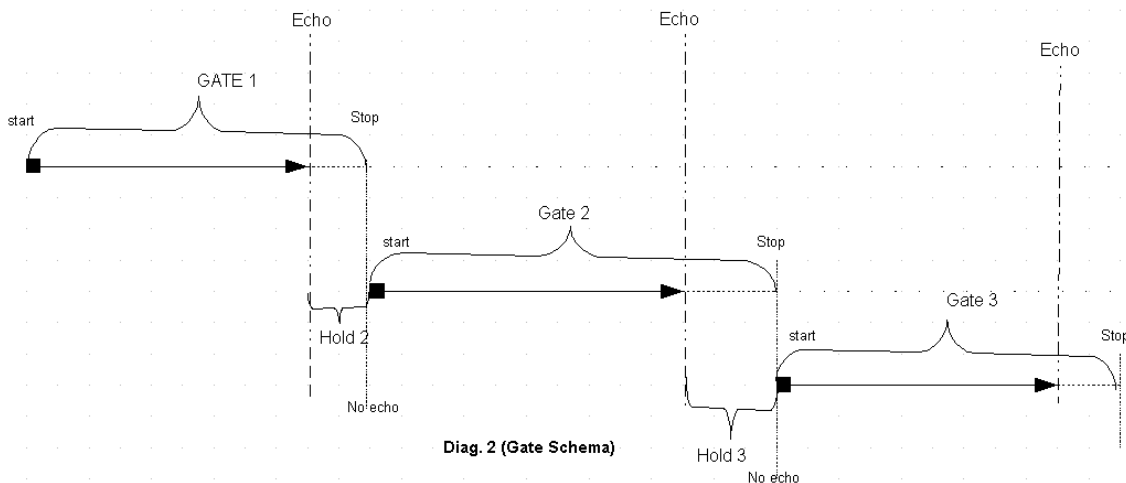 Echo
Echo
Echo
GATE 1
start
Stop
Gate 2
start
Stop
Gate 3
start
Stop
Hold 2
No echo
Diag. 2 (Gate Schema)
Hold 3
No echo